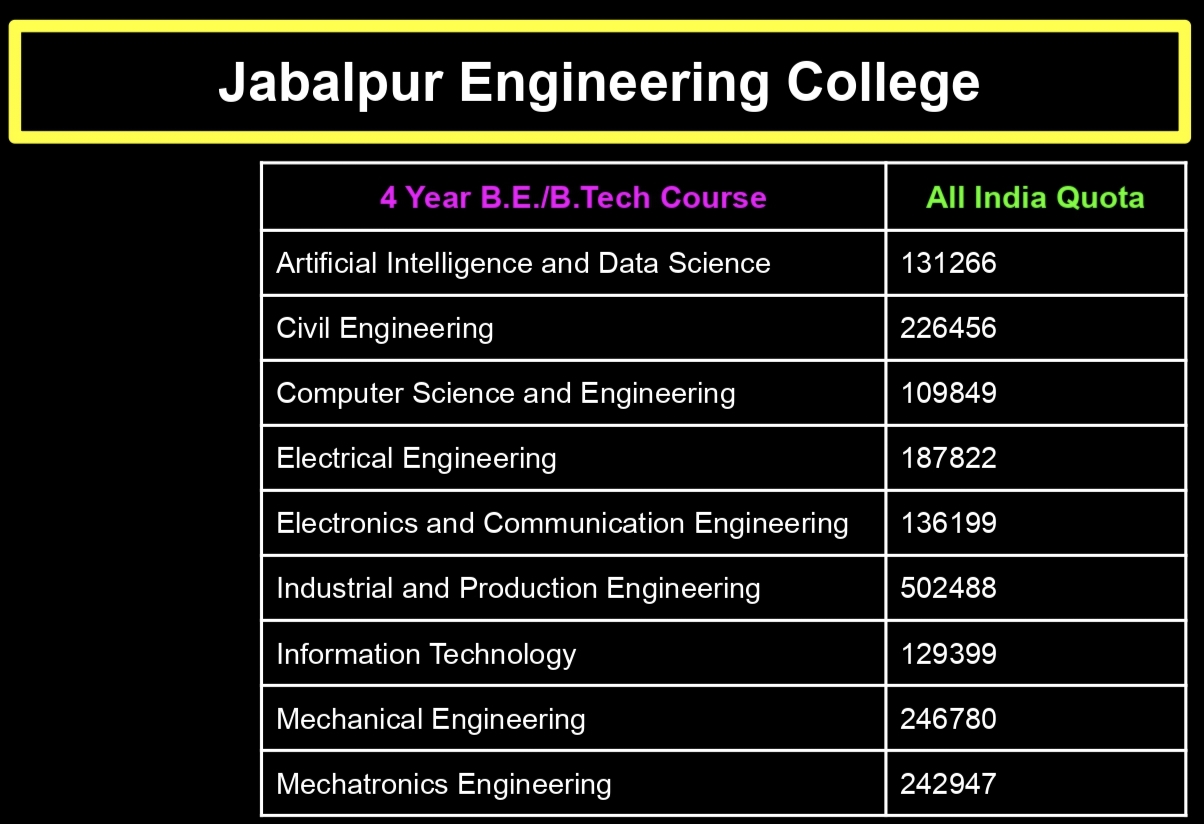 Jabalpur Engineering College
4 Year B.E./B.Tech Course All India Quota
Artificial Intelligence and Data Science 131266
Civil Engineering 226456
Computer Science and Engineering 109849
Electrical Engineering 187822
Electronics and Communication Engineering 136199
Industrial and Production Engineering 502488
Information Technology 129399
Mechanical Engineering 246780
Mechatronics Engineering 242947